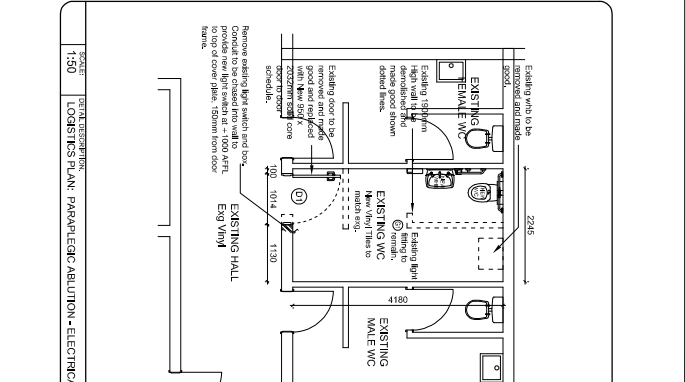 Existing whb to be
removed and made
good.
EXISTING
FEMALE WC
Existing 1900mm
High wall to be
demolished and
made good shown
dotted lines.
Existing door to be
removed and made
good and replaced
with New 950 x
2032mm solid core
door to door
schedule.
Remove existing light switch and box.
Conduit to be chased into wall to
provide new light switch at +1000 AFFL
to top of cover plate, 150mm from door
frame.
2245
NEW
WC
EXISTING WC
New Vinyl Tiles to
match exg.
Existing light
fitting to
remain.
D1
100
1014
1130
EXISTING HALL
Exg Vinyl
4180
EXISTING
MALE WC
SCALE:
1:50
DETAIL DESCRIPTION:
LOGISTICS PLAN: PARAPLEGIC ABLUTION - ELECTRICA